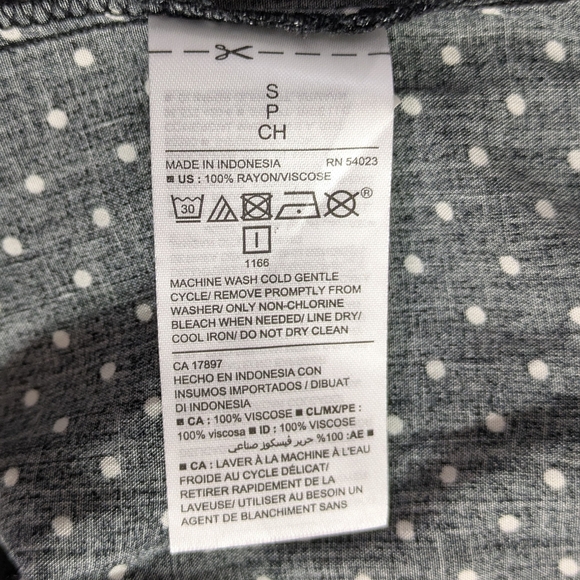 S
P
CH
MADE IN INDONESIA RN 54023
■ US : 100% RAYON/VISCOSE
30 ®
1166
MACHINE WASH COLD GENTLE
CYCLE/ REMOVE PROMPTLY FROM
WASHER/ ONLY NON-CHLORINE
BLEACH WHEN NEEDED/ LINE DRY/
COOL IRON/ DO NOT DRY CLEAN
CA 17897
HECHO EN INDONESIA CON
INSUMOS IMPORTADOS / DIBUAT
DI INDONESIA
■ CA : 100% VISCOSE ■ CL/MX/PE :
100% viscosa ■ ID : 100% VISCOSE
■ AE: 100% حرير ڤيسكوز صناعي
■ CA : LAVER À LA MACHINE À L'EAU
FROIDE AU CYCLE DÉLICAT/
RETIRER RAPIDEMENT DE LA
LAVEUSE/ UTILISER AU BESOIN UN
AGENT DE BLANCHIMENT SANS